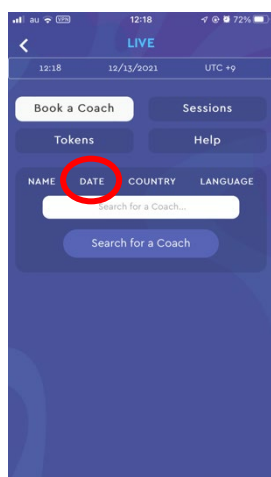 au VPN 12:18 72%
LIVE
12:18 12/13/2021 UTC +9
Book a Coach Sessions
Tokens Help
NAME DATE COUNTRY LANGUAGE
Search for a Coach...
Search for a Coach